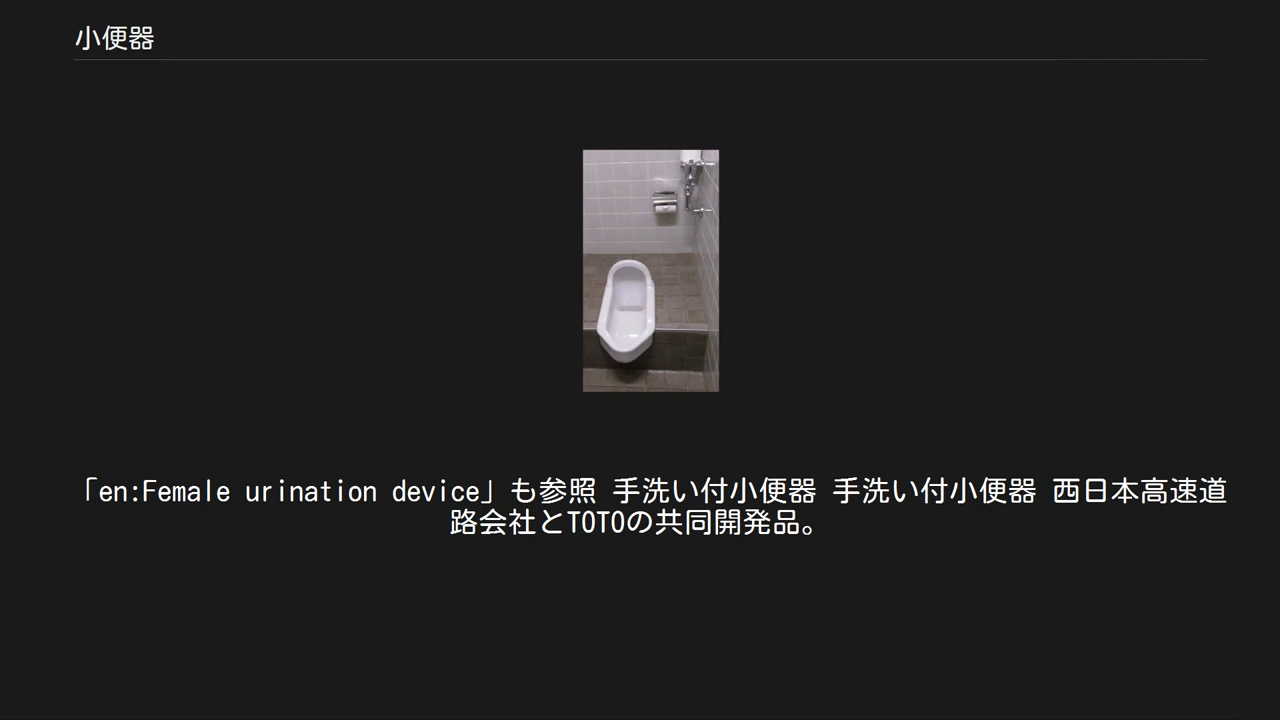 小便器
「en:Female urination device」も参照 手洗い付小便器 手洗い付小便器 西日本高速道
路会社とTOTOの共同開発品。